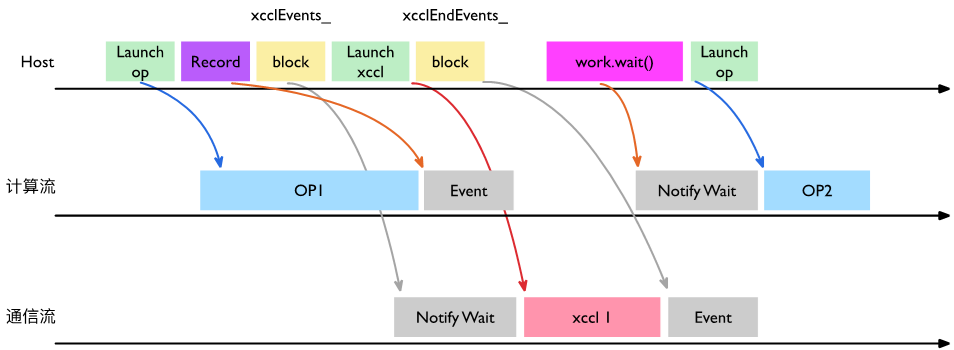 xcclEvents_ xcclEndEvents_
Host
Launch
op
Record
block
Launch
xccl
block
work.wait()
Launch
op
计算流
OP1
Event
Notify Wait
OP2
通信流
Notify Wait
xccl 1
Event